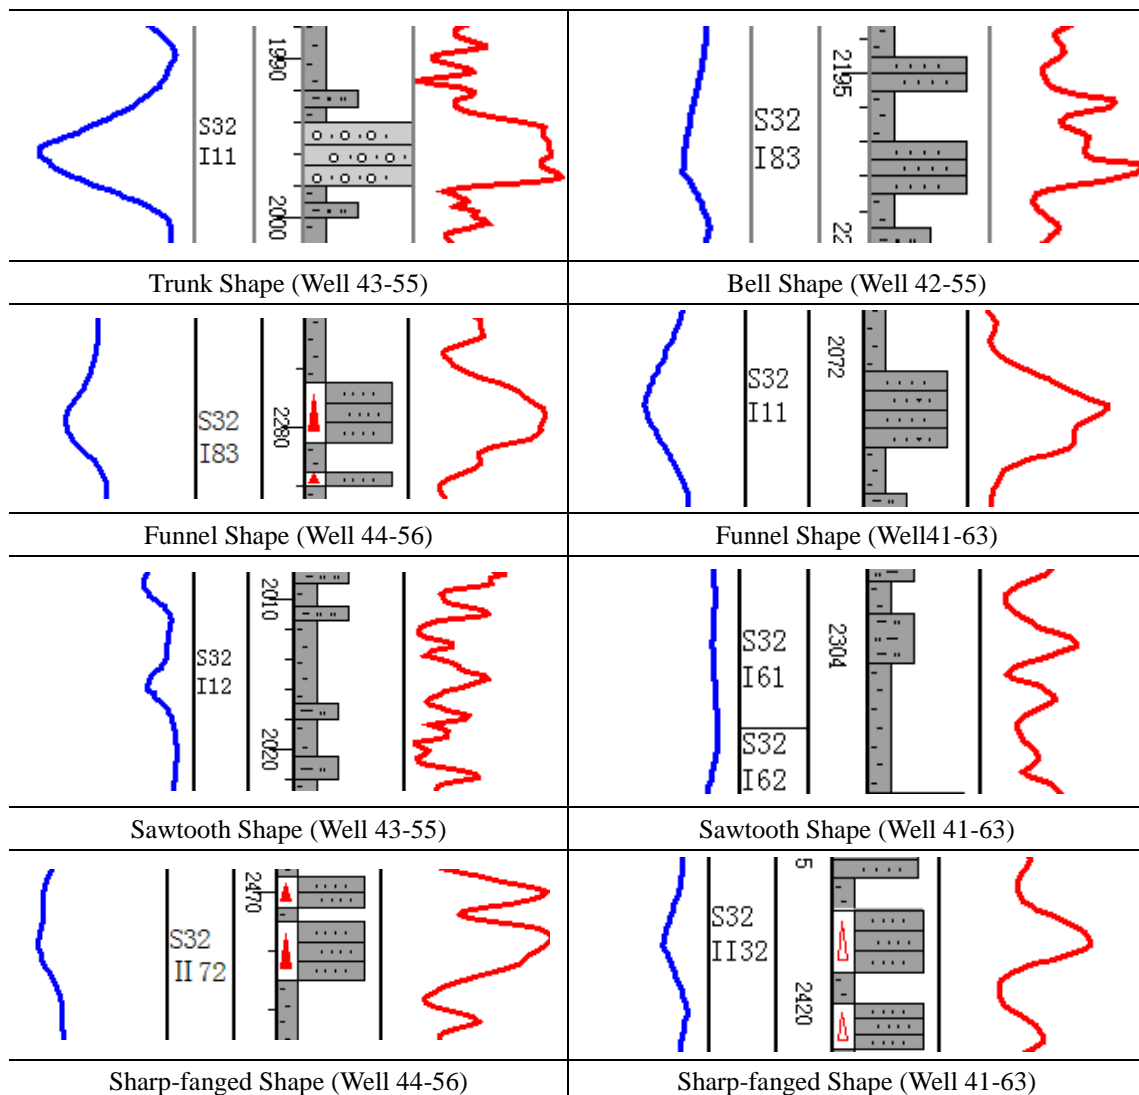 S32
I11
1990
2000
S32
I83
2195
22
Trunk Shape (Well 43-55)
Bell Shape (Well 42-55)
S32
I83
2280
S32
I11
2072
Funnel Shape (Well 44-56)
Funnel Shape (Well41-63)
S32
I12
2010
2020
S32
I61
S32
I62
2304
Sawtooth Shape (Well 43-55)
Sawtooth Shape (Well 41-63)
S32
II 72
2470
S32
II32
5
2420
Sharp-fanged Shape (Well 44-56)
Sharp-fanged Shape (Well 41-63)